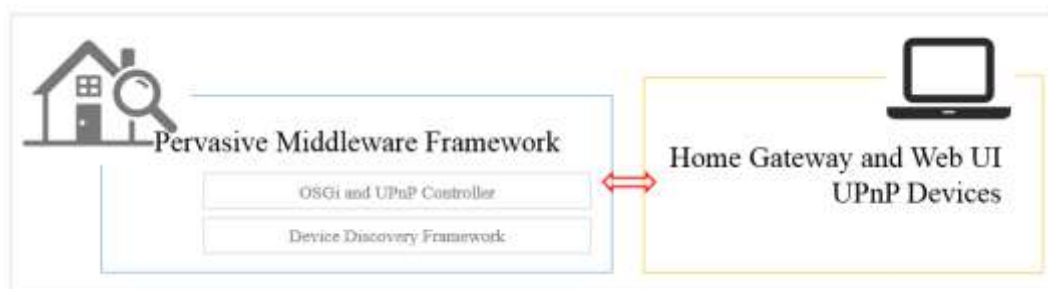 Pervasive Middleware Framework
OSGi and UPnP Controller
Device Discovery Framework
Home Gateway and Web UI
UPnP Devices